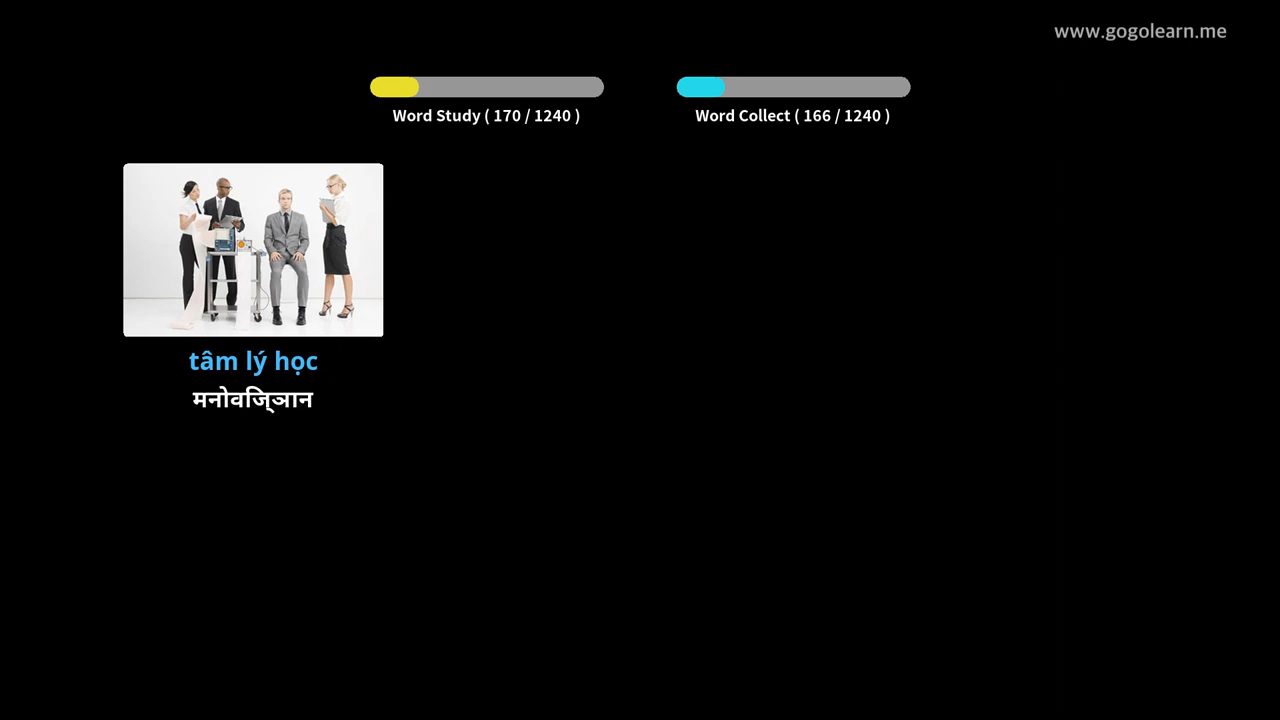 www.gogolearn.me
Word Study ( 170 / 1240 )
Word Collect ( 166 / 1240 )
tâm lý học
मनोवजि्ञान